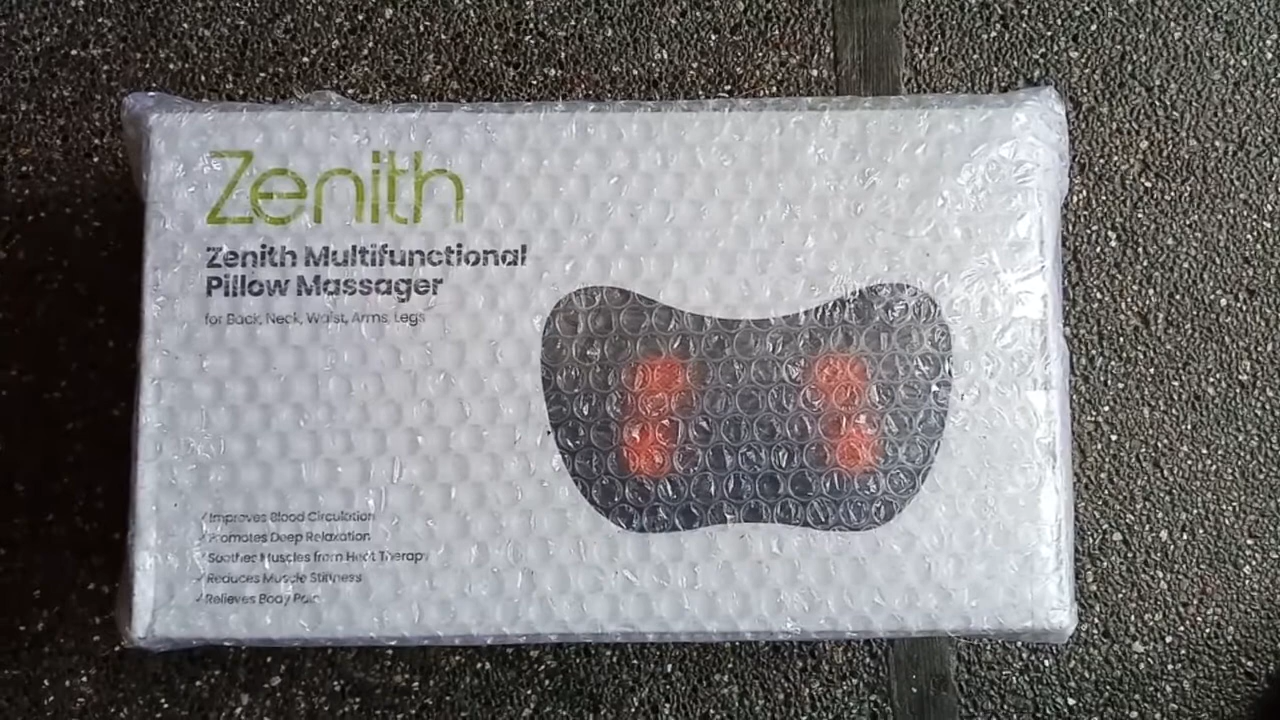 Zenith
Zenith Multifunctional
Pillow Massager
for Back, Neck, Waist, Arms, Legs
✓Improves Blood Circulation
✓Promotes Deep Relaxation
✓Soothes Muscles from Heat Therapy
✓Reduces Muscle Stiffness
✓Relieves Body Pain